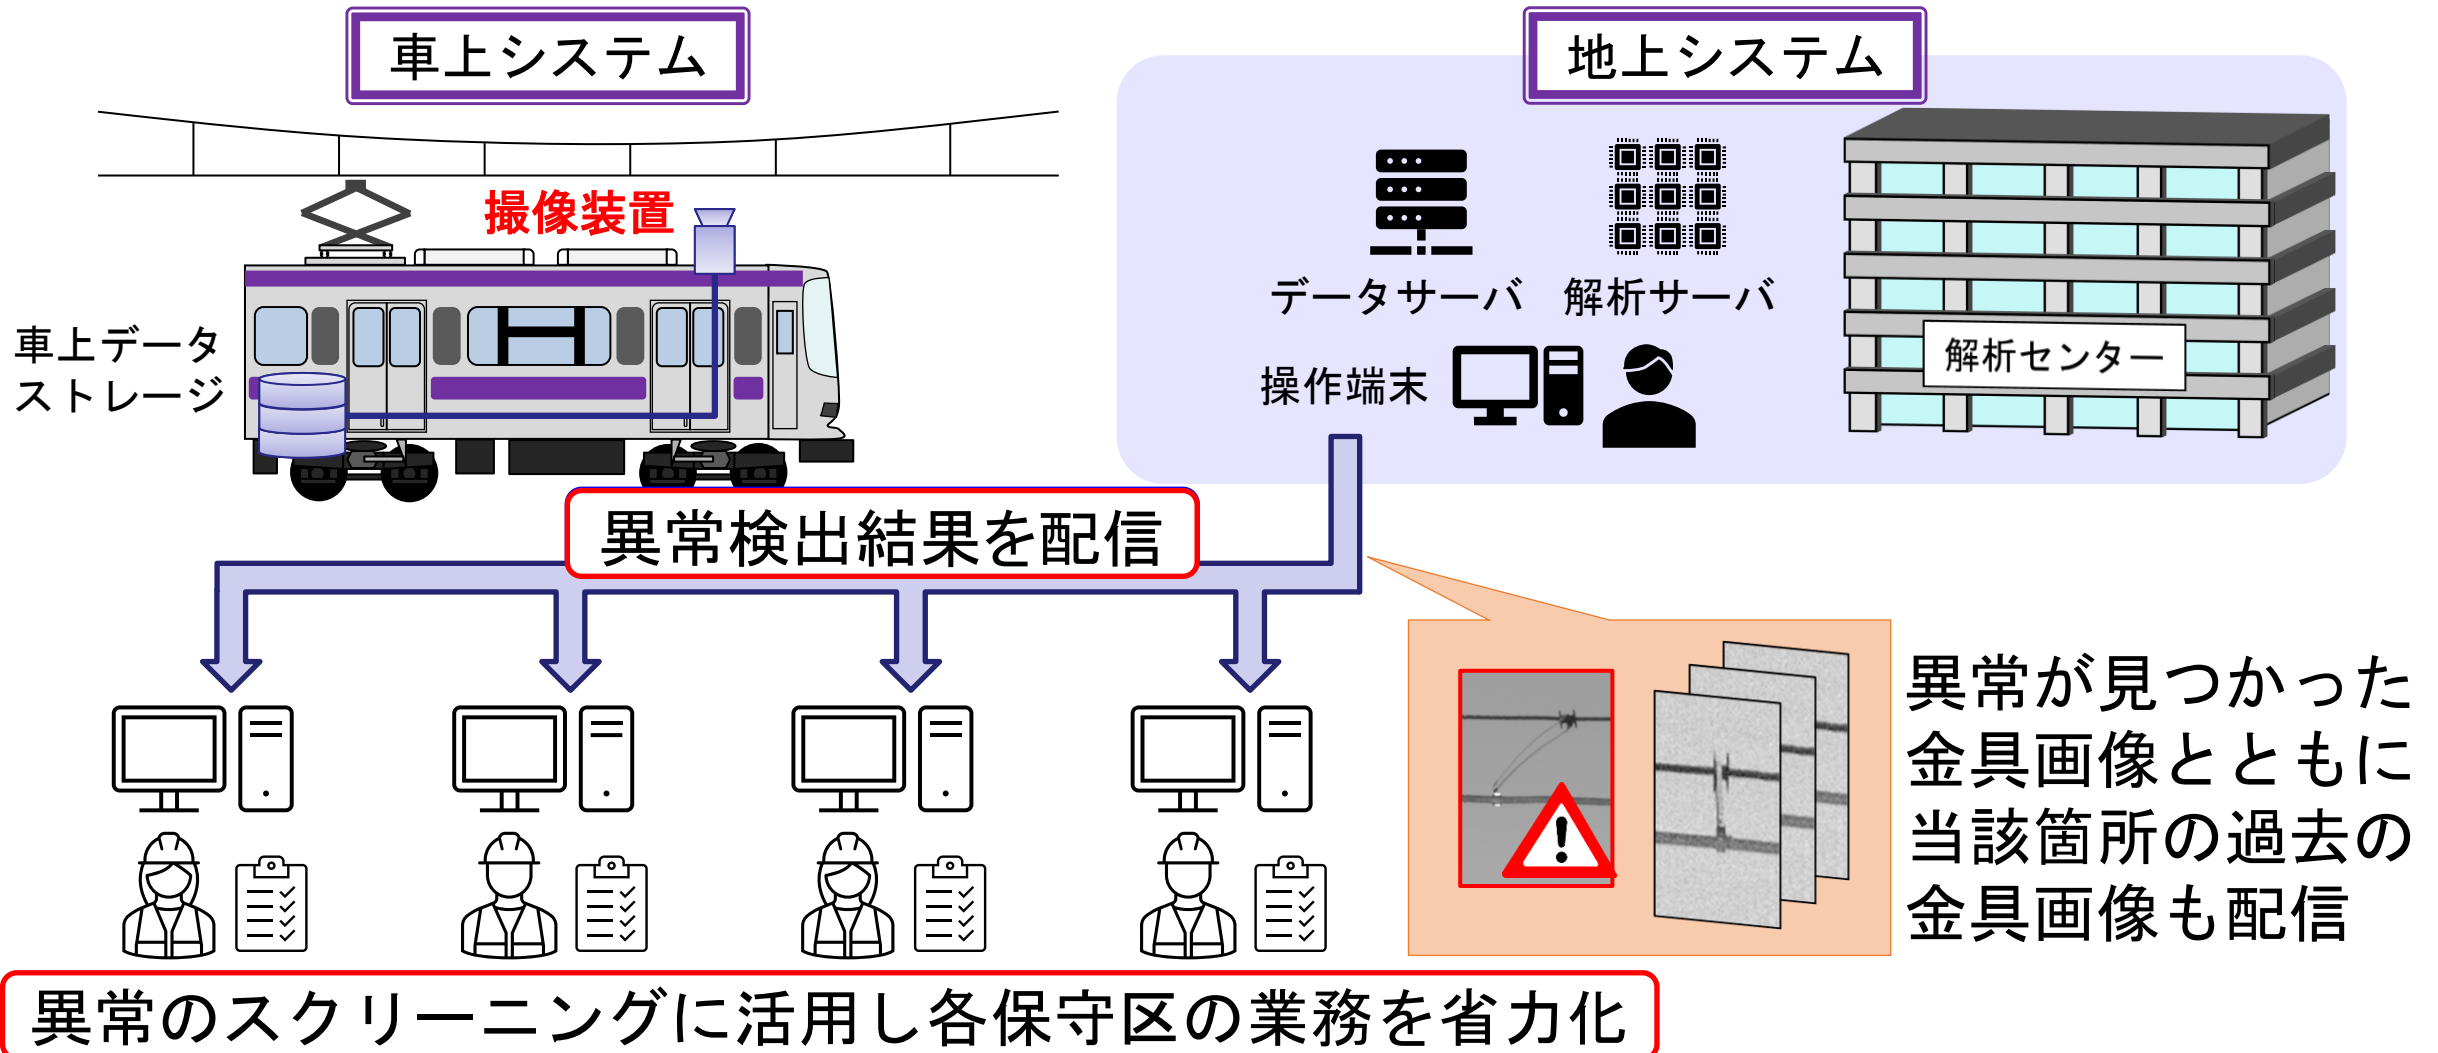 車上システム
地上システム
撮像装置
車上データ
ストレージ
データサーバ
解析サーバ
操作端末
解析センター
異常検出結果を配信
異常が見つかった
金具画像とともに
当該箇所の過去の
金具画像も配信
異常のスクリーニングに活用し各保守区の業務を省力化